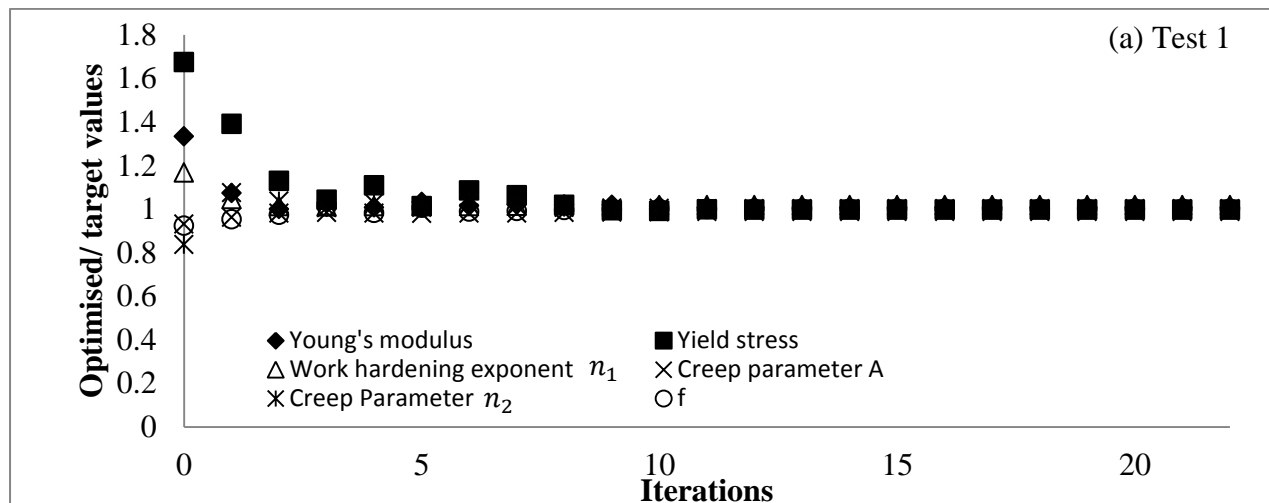 (a) Test 1
Optimised/ target values
1.8
1.6
1.4
1.2
1
0.8
0.6
0.4
0.2
0
Young's modulus
Yield stress
Work hardening exponent n₁
Creep parameter A
Creep Parameter n₂
f
0 5 10 15 20
Iterations